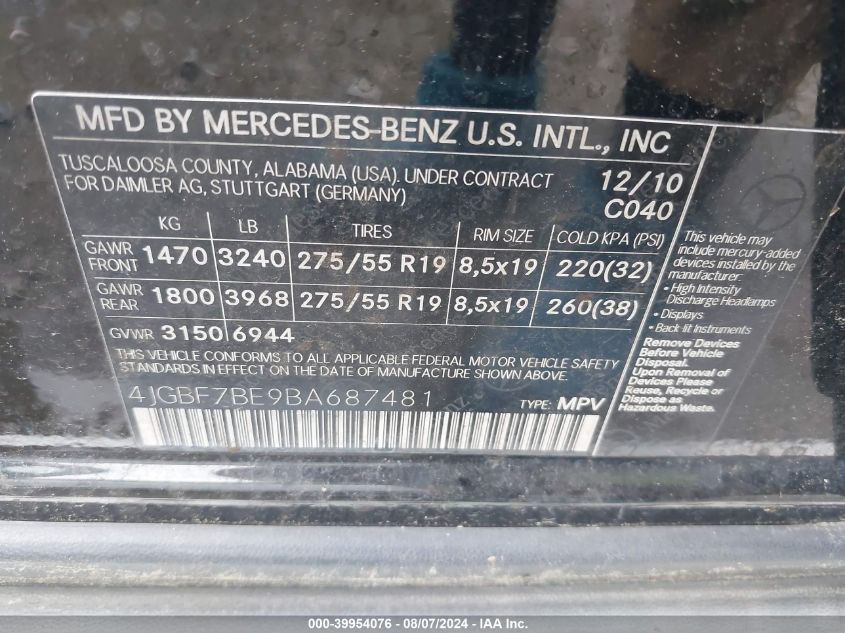 MFD BY MERCEDES-BENZ U.S. INTL., INC
TUSCALOOSA COUNTY, ALABAMA (USA). UNDER CONTRACT
FOR DAIMLER AG, STUTTGART (GERMANY)
12/10
C040
KG LB TIRES RIM SIZE COLD KPA (PSI)
GAWR FRONT 1470 3240 275/55 R19 8,5x19 220(32)
GAWR REAR 1800 3968 275/55 R19 8,5x19 260(38)
GVWR 3150 6944
THIS VEHICLE CONFORMS TO ALL APPLICABLE FEDERAL MOTOR VEHICLE SAFETY
STANDARDS IN EFFECT ON THE DATE OF MANUFACTURE SHOWN ABOVE.
4JGBF7BE9BA687481 TYPE: MPV
This vehicle may
include mercury-added
devices installed by the
manufacturer:
• High Intensity
Discharge Headlamps
• Displays
• Back lit Instruments
Remove Devices
Before Vehicle
Disposal.
Upon Removal of
Devices Please
Reuse, Recycle or
Dispose as
Hazardous Waste.
000-39954076 — 08/07/2024 — IAA Inc.